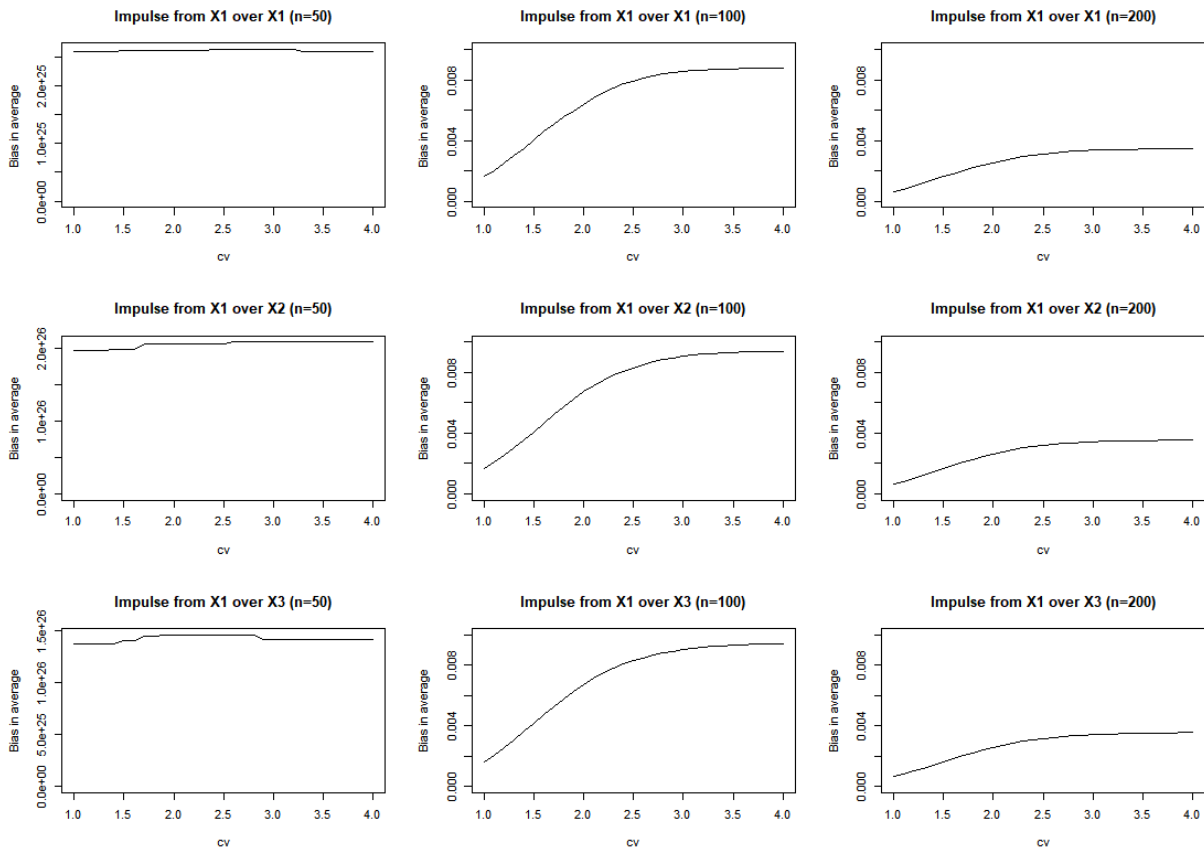 Impulse from X1 over X1 (n=50)
Bias in average
0.0e+00 1.0e+25 2.0e+25
1.0 1.5 2.0 2.5 3.0 3.5 4.0
cv
Impulse from X1 over X1 (n=100)
Bias in average
0.000 0.004 0.008
1.0 1.5 2.0 2.5 3.0 3.5 4.0
cv
Impulse from X1 over X1 (n=200)
Bias in average
0.000 0.004 0.008
1.0 1.5 2.0 2.5 3.0 3.5 4.0
cv
Impulse from X1 over X2 (n=50)
Bias in average
0.0e+00 1.0e+26 2.0e+26
1.0 1.5 2.0 2.5 3.0 3.5 4.0
cv
Impulse from X1 over X2 (n=100)
Bias in average
0.000 0.004 0.008
1.0 1.5 2.0 2.5 3.0 3.5 4.0
cv
Impulse from X1 over X2 (n=200)
Bias in average
0.000 0.004 0.008
1.0 1.5 2.0 2.5 3.0 3.5 4.0
cv
Impulse from X1 over X3 (n=50)
Bias in average
0.0e+00 5.0e+25 1.0e+26 1.5e+26
1.0 1.5 2.0 2.5 3.0 3.5 4.0
cv
Impulse from X1 over X3 (n=100)
Bias in average
0.000 0.004 0.008
1.0 1.5 2.0 2.5 3.0 3.5 4.0
cv
Impulse from X1 over X3 (n=200)
Bias in average
0.000 0.004 0.008
1.0 1.5 2.0 2.5 3.0 3.5 4.0
cv